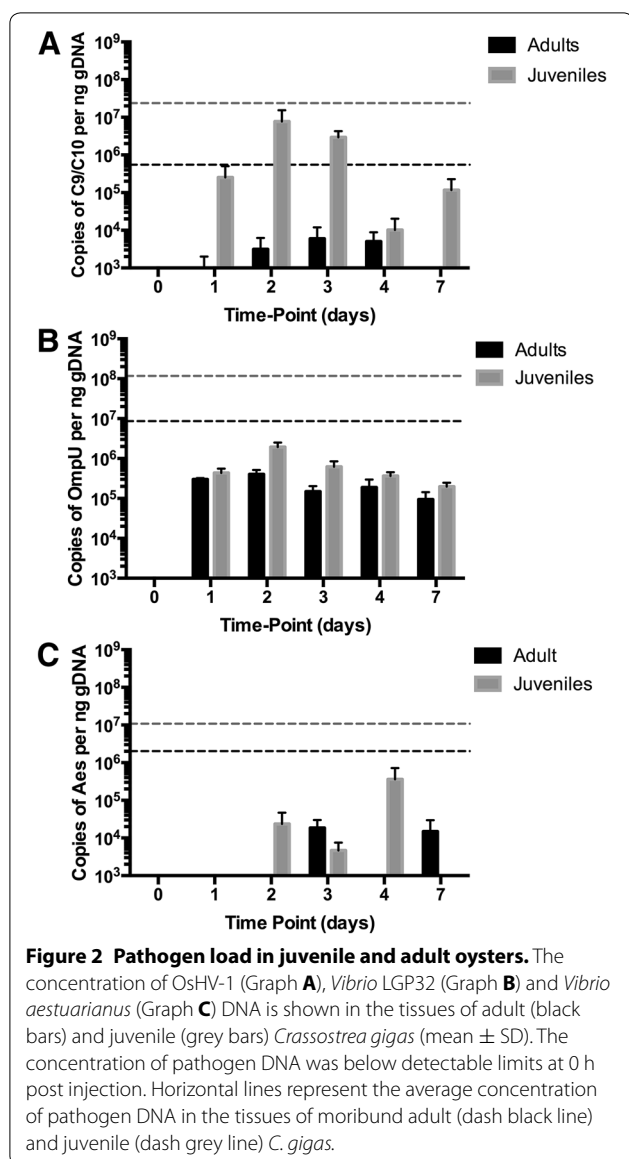 A
Copies of C9/C10 per ng gDNA
10⁹
10⁸
10⁷
10⁶
10⁵
10⁴
10³
0 1 2 3 4 7
Time-Point (days)
Adults
Juveniles
B
Copies of OmpU per ng gDNA
10⁹
10⁸
10⁷
10⁶
10⁵
10⁴
10³
0 1 2 3 4 7
Time-Point (days)
Adults
Juveniles
C
Copies of Aes per ng gDNA
10⁹
10⁸
10⁷
10⁶
10⁵
10⁴
10³
0 1 2 3 4 7
Time Point (days)
Adult
Juveniles
Figure 2 Pathogen load in juvenile and adult oysters. The
concentration of OsHV-1 (Graph A), Vibrio LGP32 (Graph B) and Vibrio
aestuarianus (Graph C) DNA is shown in the tissues of adult (black
bars) and juvenile (grey bars) Crassostrea gigas (mean ± SD). The
concentration of pathogen DNA was below detectable limits at 0 h
post injection. Horizontal lines represent the average concentration
of pathogen DNA in the tissues of moribund adult (dash black line)
and juvenile (dash grey line) C. gigas.